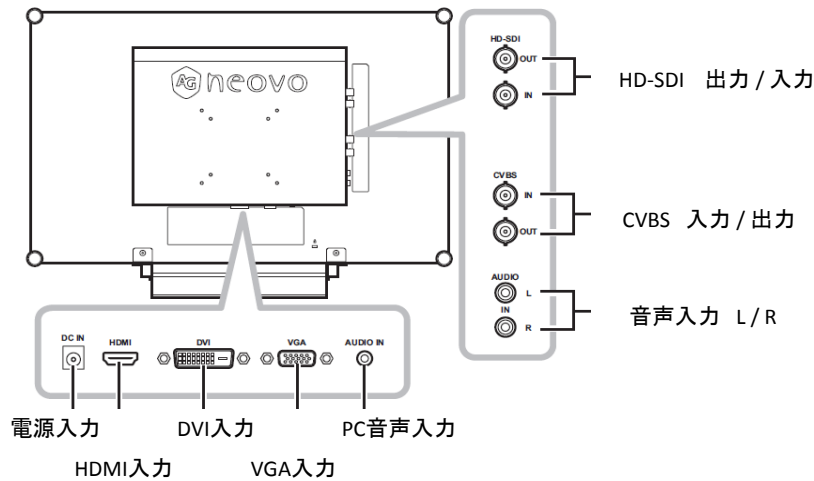 AG neovo
HD-SDI
OUT
IN
HD-SDI 出力 / 入力
CVBS
IN
OUT
CVBS 入力 / 出力
AUDIO
L
IN
R
音声入力 L / R
DC IN
HDMI
DVI
VGA
AUDIO IN
電源入力
DVI入力
PC音声入力
HDMI入力
VGA入力